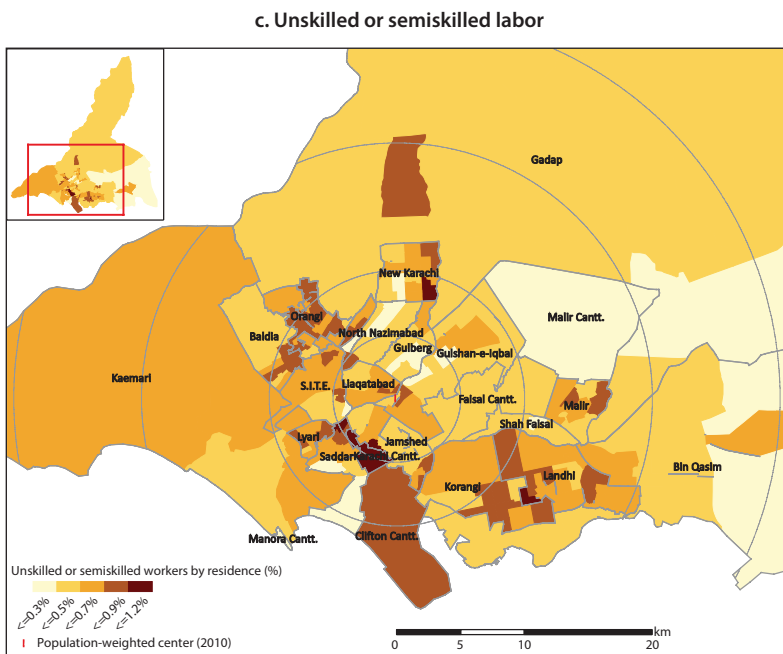 c. Unskilled or semiskilled labor
Gadap
New Karachi
Malir Cantt.
Orangi
North Nazimabad
Baldia
Gulberg
Gulshan-e-Iqbal
Kaemari
S.I.T.E.
Liaqatabad
Faisal Cantt.
Malir
Shah Faisal
Lyari
Jamshed
Saddar
Karachi Cantt.
Landhi
Bin Qasim
Korangi
Manora Cantt.
Clifton Cantt.
Unskilled or semiskilled workers by residence (%)
<=0.3%
<=0.5%
<=0.7%
<=0.9%
<=1.2%
Population-weighted center (2010)
km
0 5 10 20